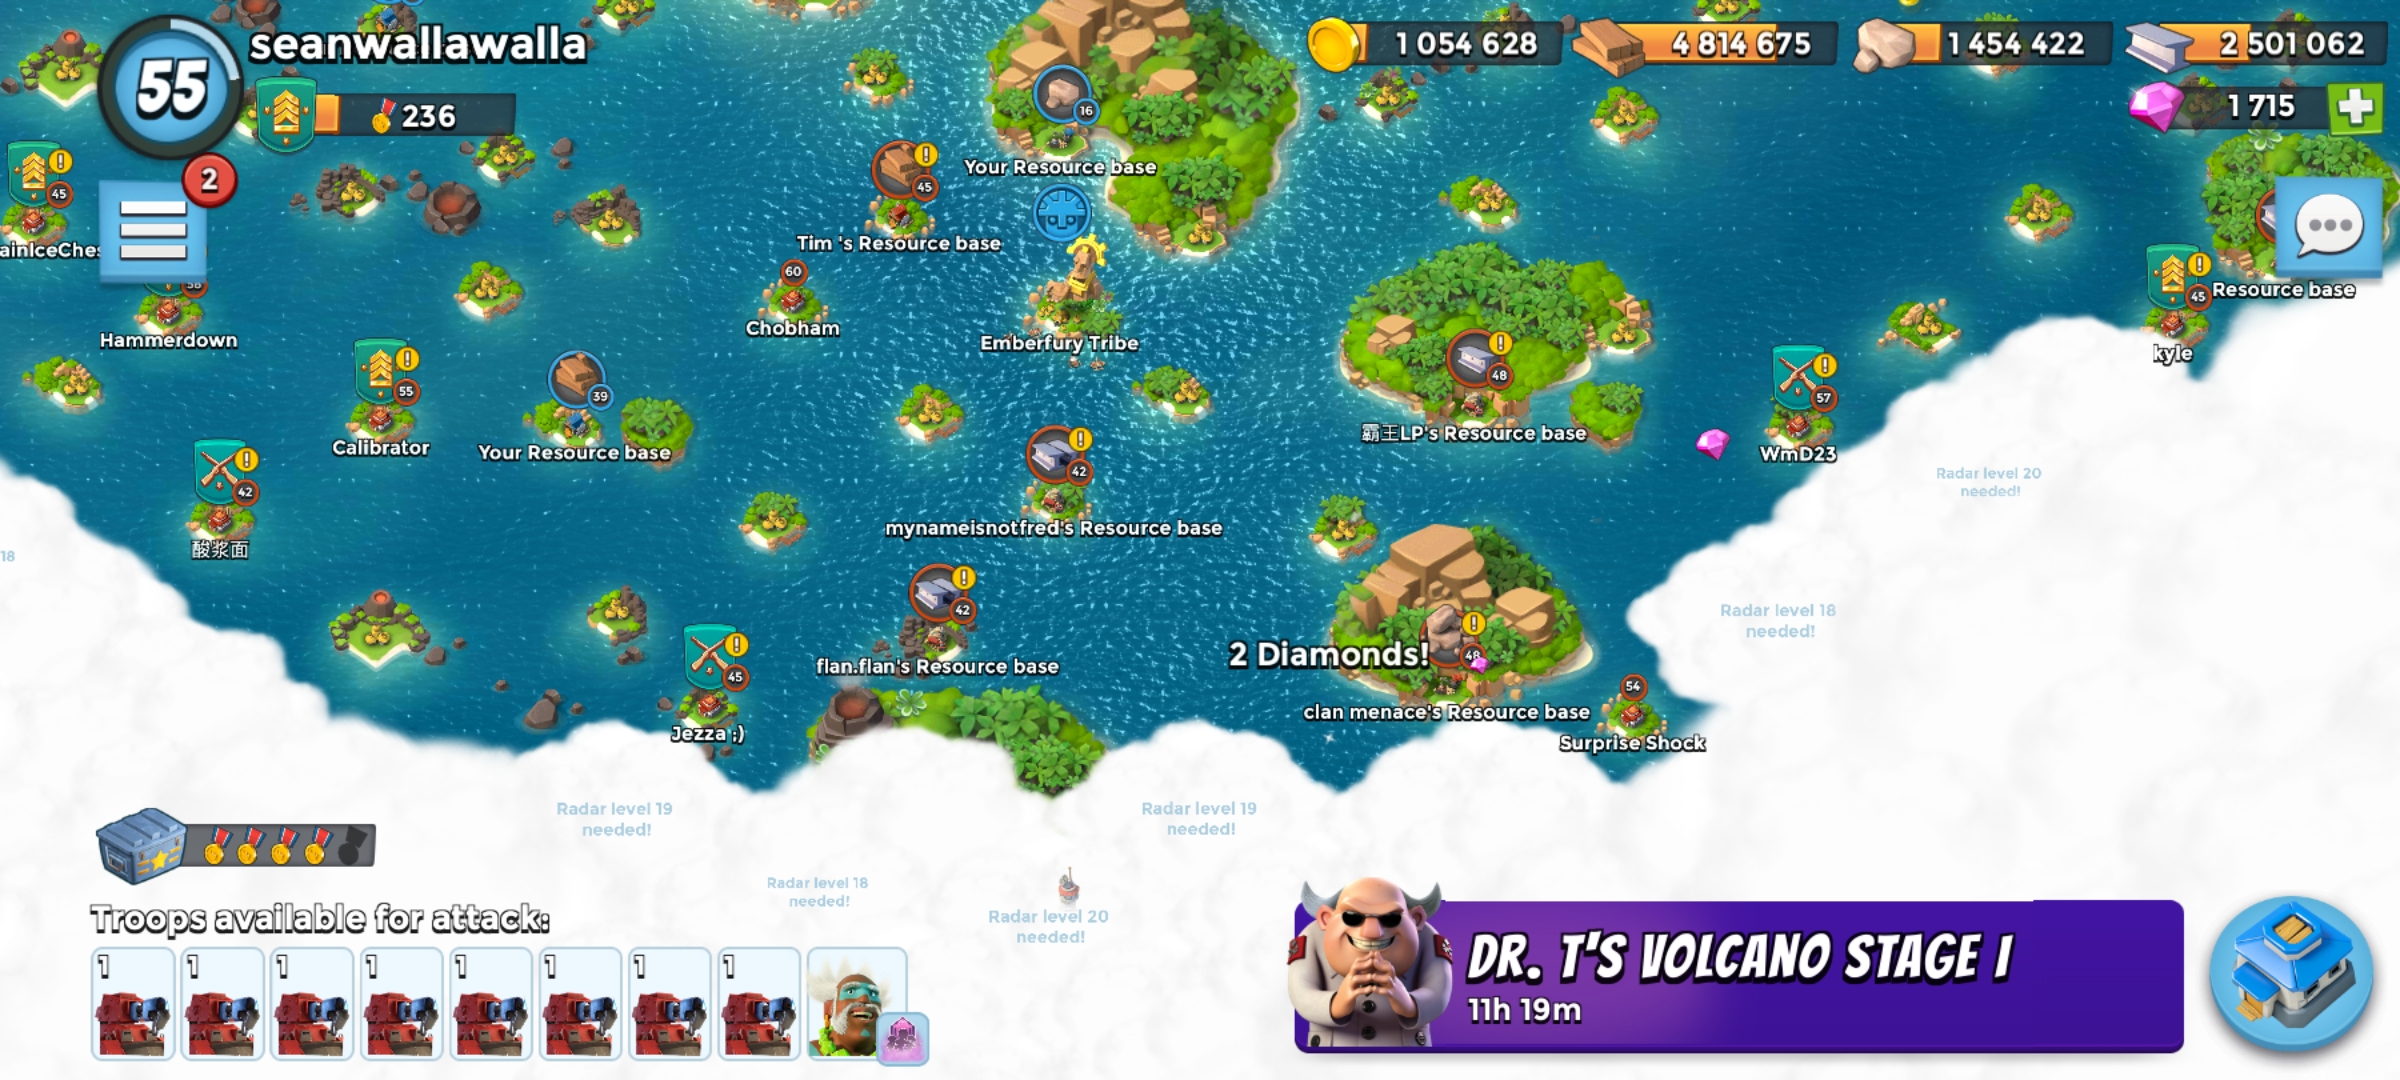 55
seanwallawalla
236
2
1 054 628
4 814 675
1 454 422
2 501 062
1 715
16
Your Resource base
45
Tim 's Resource base
45
ainIceChes
58
Hammerdown
60
Chobham
Emberfury Tribe
45
Resource base
kyle
55
Calibrator
39
Your Resource base
48
霸王LP's Resource base
57
WmD23
42
酸浆面
42
mynameisnotfred's Resource base
Radar level 20
needed!
18
42
flan.flan's Resource base
45
Jezza ;)
2 Diamonds!
48
clan menace's Resource base
54
Surprise Shock
Radar level 18
needed!
Radar level 19
needed!
Radar level 19
needed!
Radar level 18
needed!
Radar level 20
needed!
Troops available for attack:
1
1
1
1
1
1
1
1
DR. T'S VOLCANO STAGE I
11h 19m